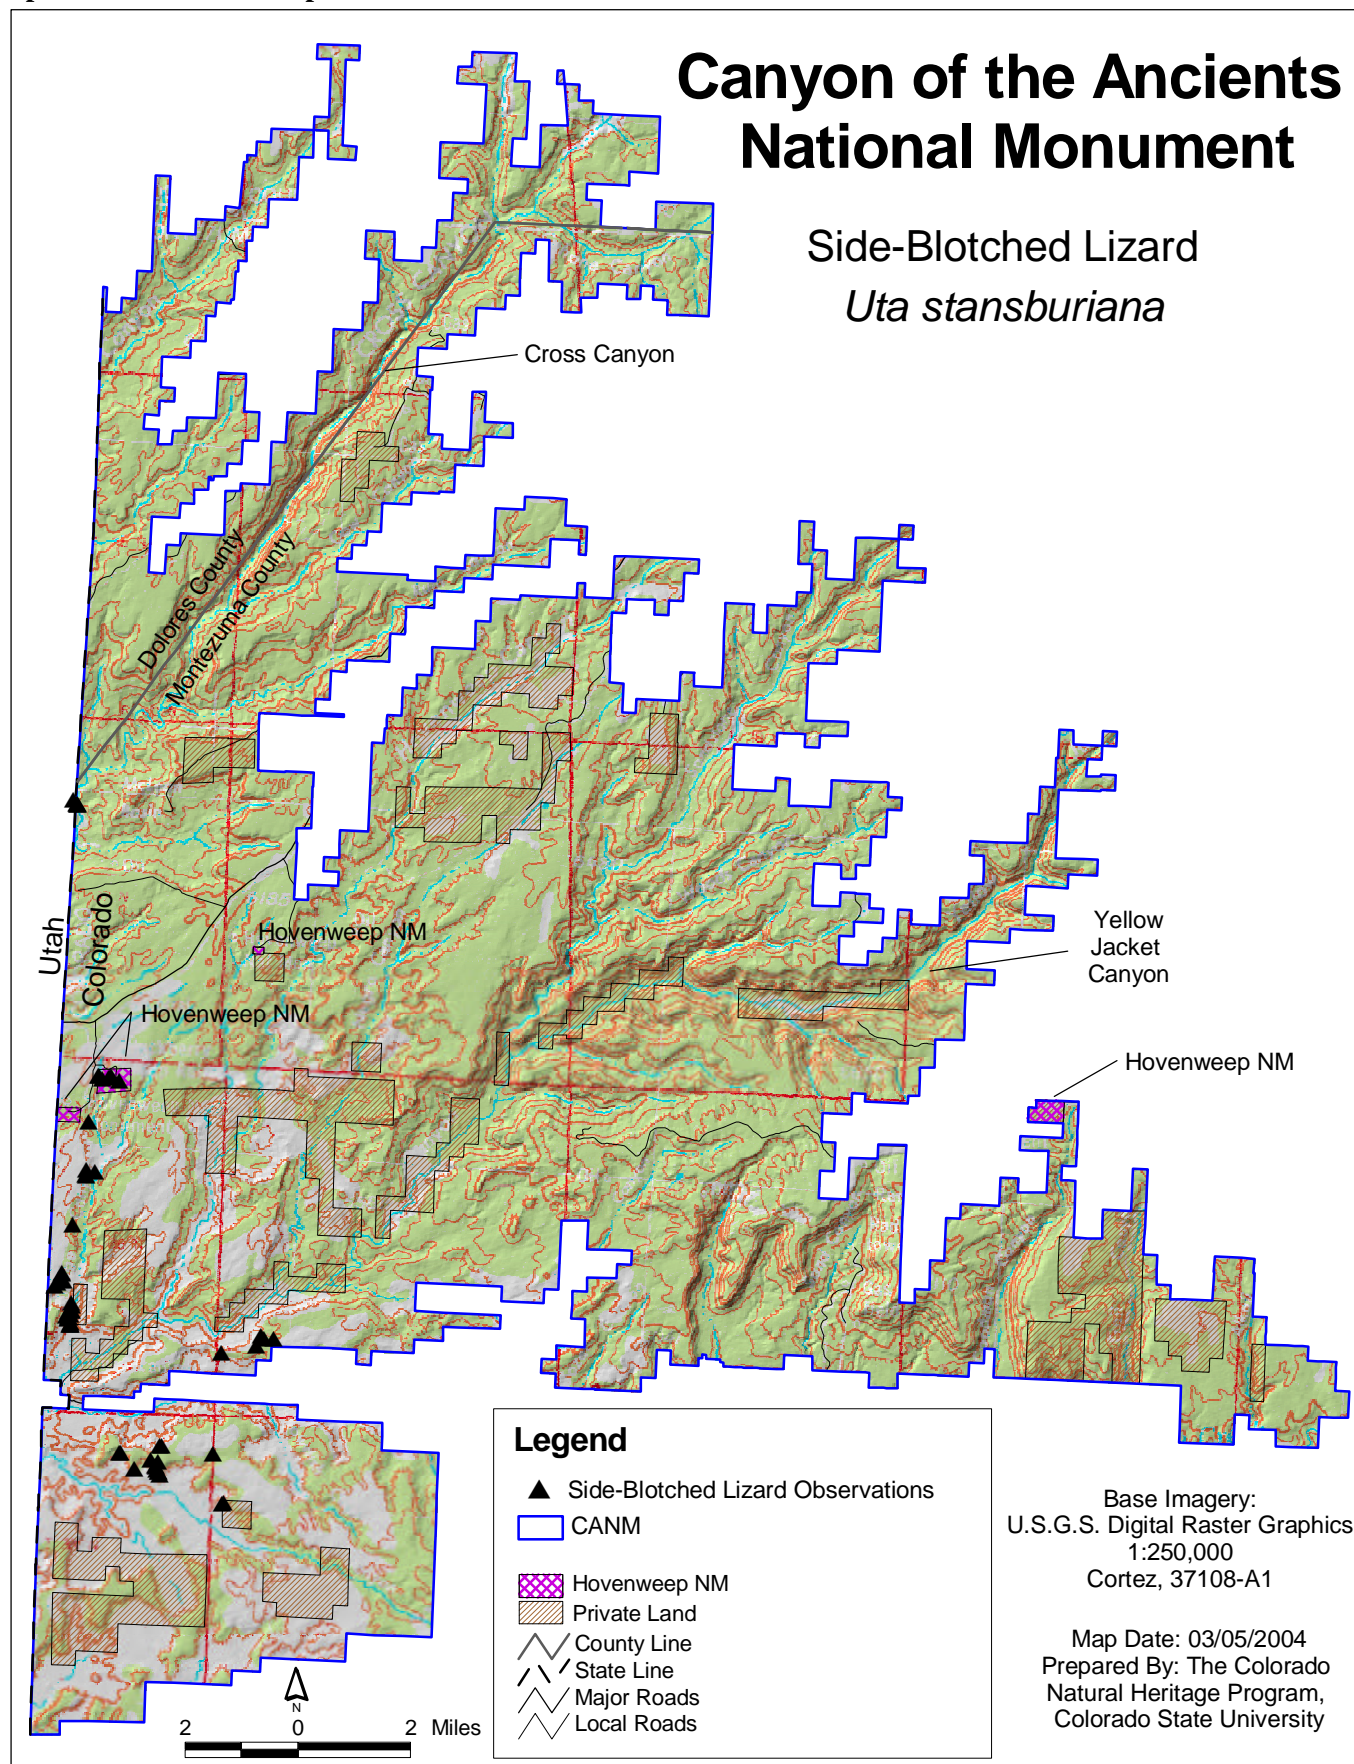 Canyon of the Ancients
National Monument
Side-Blotched Lizard
Uta stansburiana
Cross Canyon
Dolores County
Montezuma County
Utah
Colorado
Hovenweep NM
Hovenweep NM
Yellow
Jacket
Canyon
Hovenweep NM
Legend
Side-Blotched Lizard Observations
CANM
Hovenweep NM
Private Land
County Line
State Line
Major Roads
Local Roads
N
2 0 2 Miles
Base Imagery:
U.S.G.S. Digital Raster Graphics
1:250,000
Cortez, 37108-A1
Map Date: 03/05/2004
Prepared By: The Colorado
Natural Heritage Program,
Colorado State University